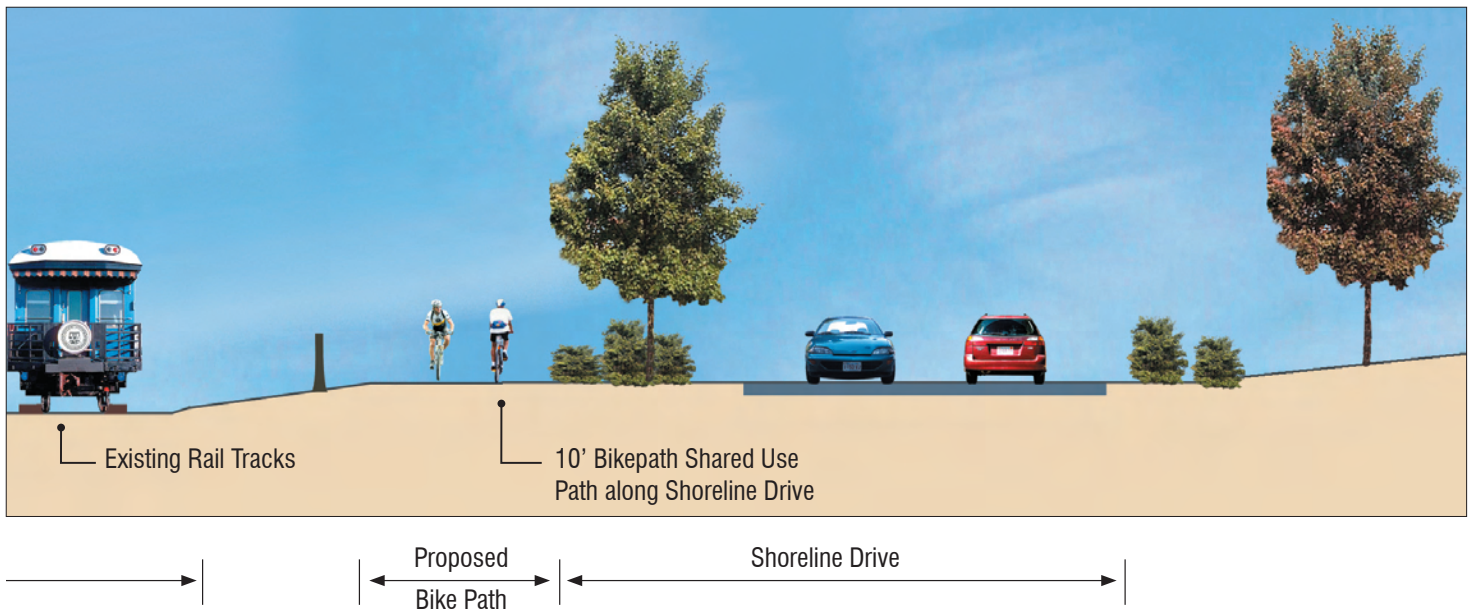 Existing Rail Tracks
10’ Bikepath Shared Use
Path along Shoreline Drive
Proposed
Bike Path
Shoreline Drive